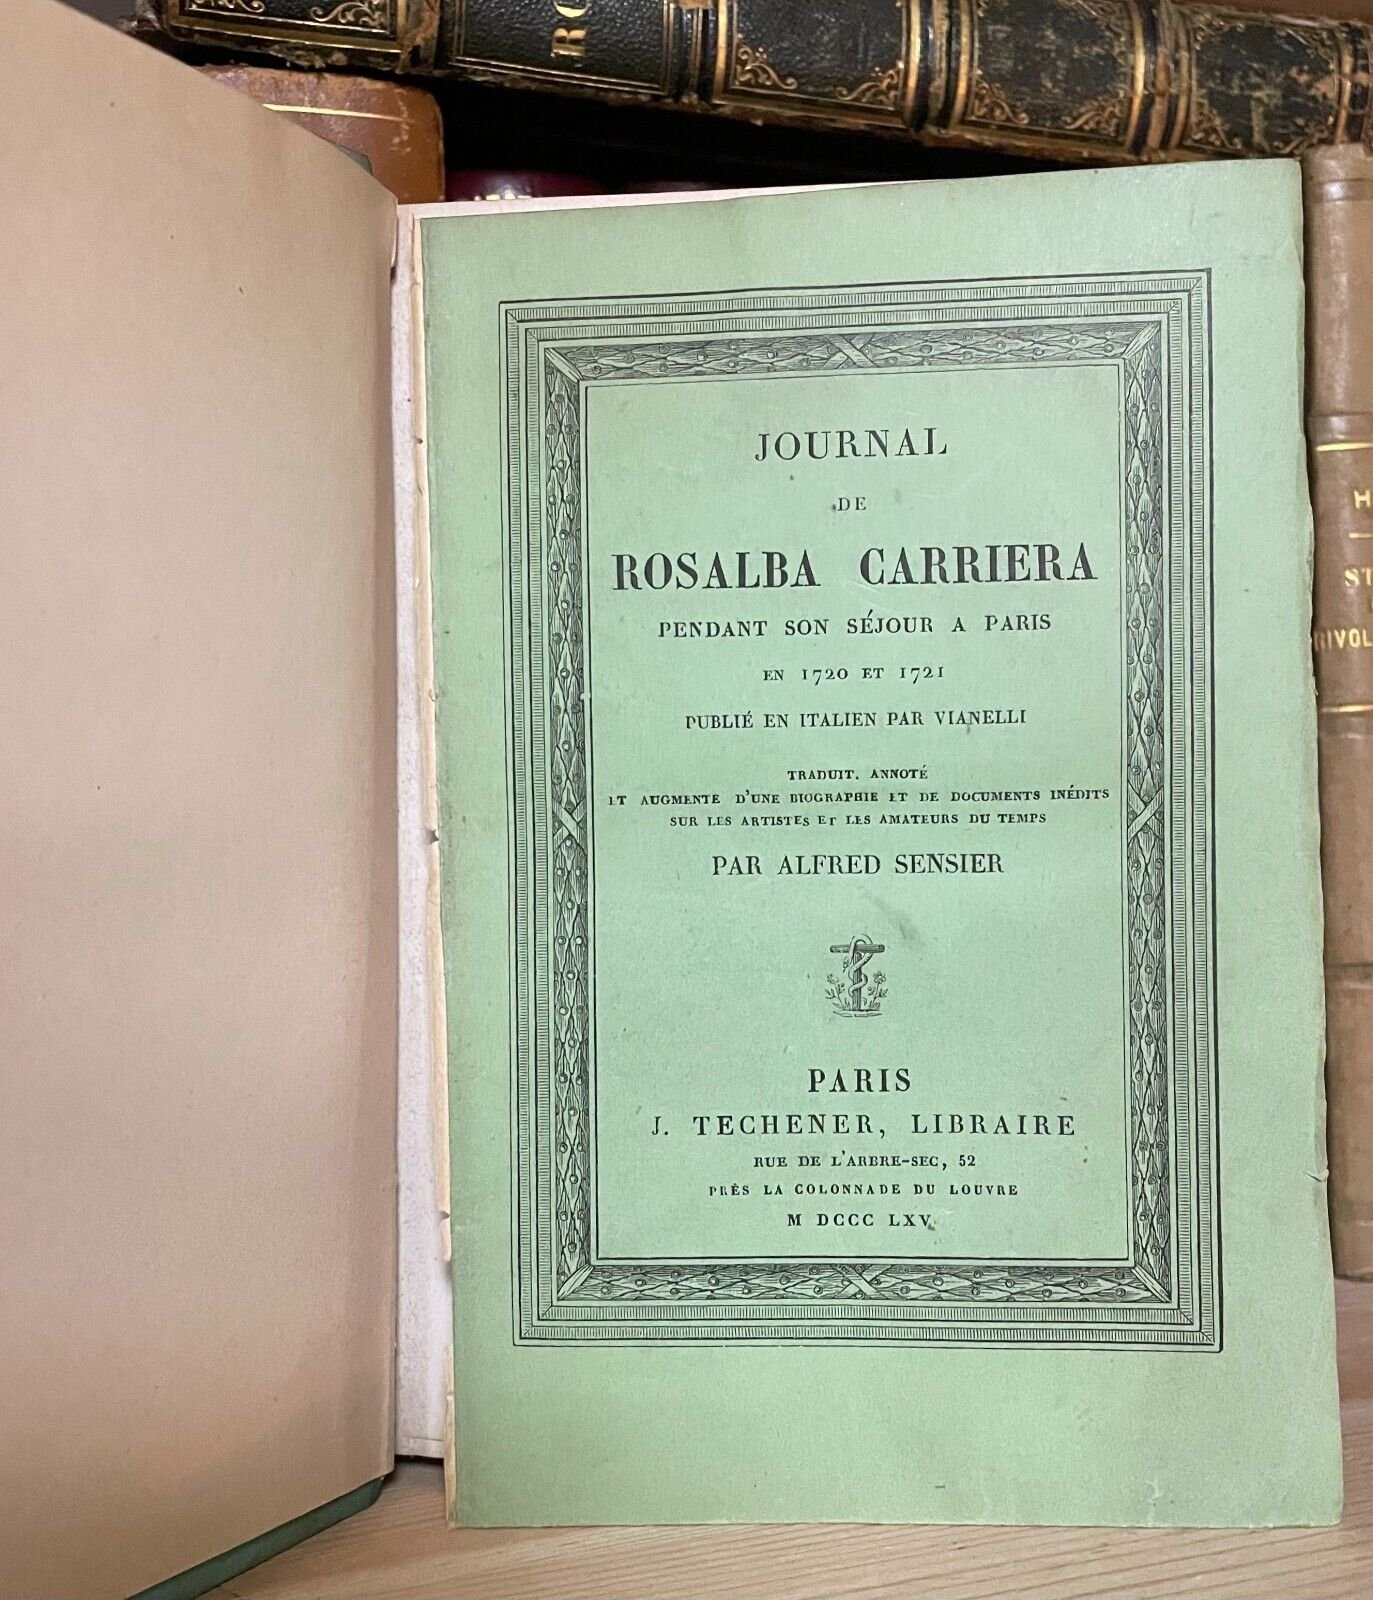 JOURNAL
DE
ROSALBA CARRIERA
PENDANT SON SÉJOUR A PARIS
EN 1720 ET 1721
PUBLIÉ EN ITALIEN PAR VIANELLI
TRADUIT, ANNOTÉ
ET AUGMENTE D'UNE BIOGRAPHIE ET DE DOCUMENTS INÉDITS
SUR LES ARTISTES ET LES AMATEURS DU TEMPS
PAR ALFRED SENSIER
PARIS
J. TECHENER, LIBRAIRE
RUE DE L'ARBRE-SEC, 52
PRÈS LA COLONNADE DU LOUVRE
M DCCC LXV